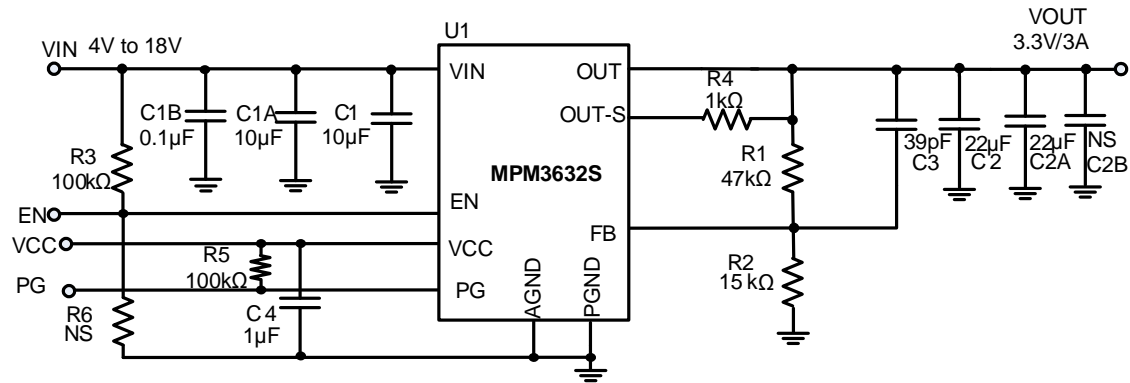 VIN 4V to 18V
U1
VOUT
3.3V/3A
VIN
OUT
R4
1kΩ
OUT-S
C1B
0.1µF
C1A
10µF
C1
10µF
R3
100kΩ
MPM3632S
R1
47kΩ
39pF
C3
22µF
C2
22µF
C2A
NS
C2B
EN
EN
FB
VCC
VCC
R5
100kΩ
PG
PG
R2
15kΩ
R6
NS
C4
1µF
AGND
PGND